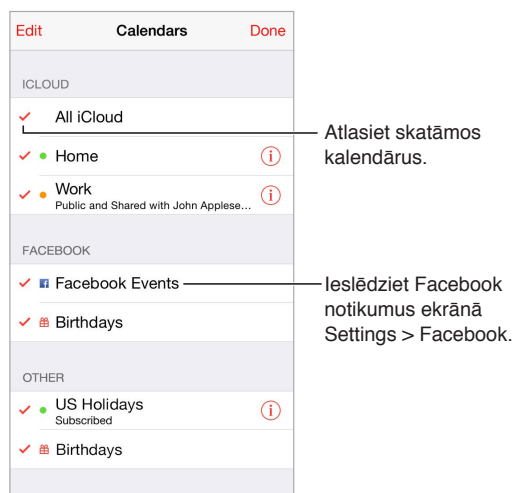 Edit Calendars Done
ICLOUD
All iCloud
Atlasiet skatāmos
kalendārus.
Home
Work
Public and Shared with John Applese...
FACEBOOK
Facebook Events
Ieslēdziet Facebook
notikumus ekrānā
Settings > Facebook.
Birthdays
OTHER
US Holidays
Subscribed
Birthdays